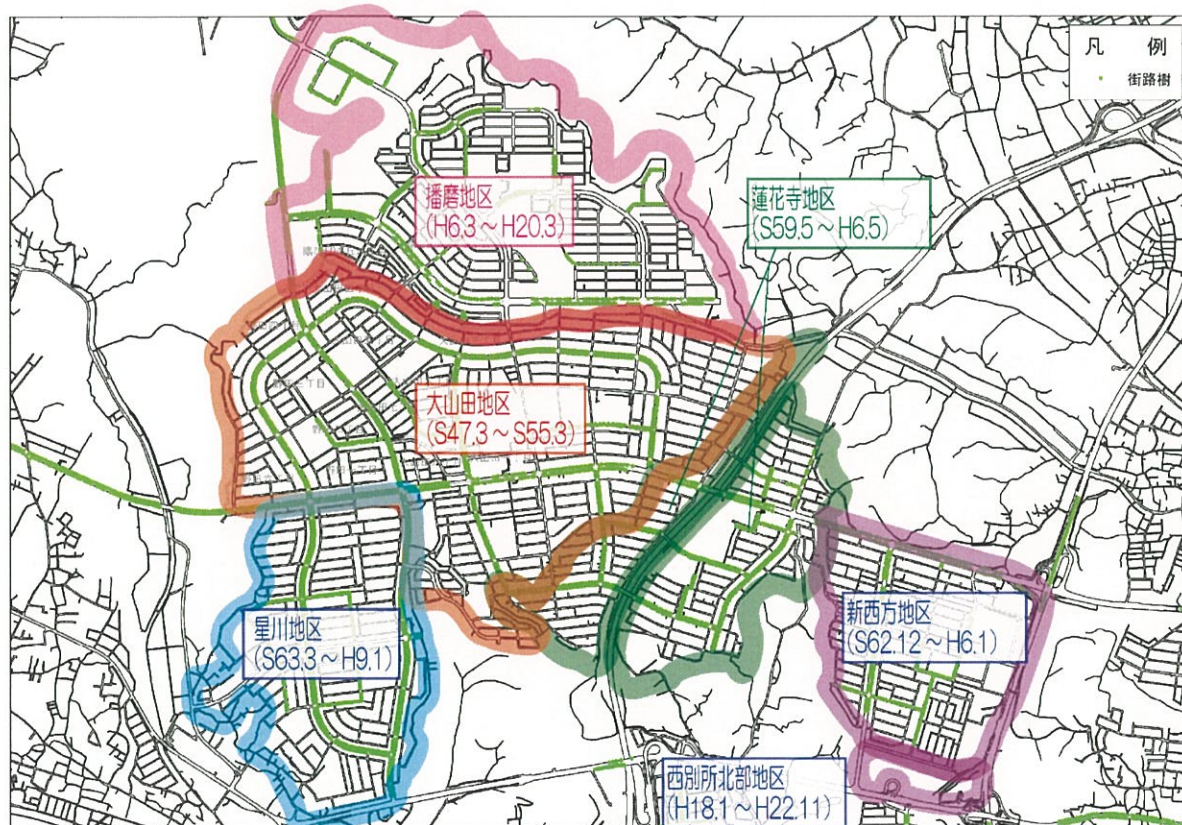 凡 例
街路樹
播磨地区
(H6.3～H20.3)
蓮花寺地区
(S59.5～H6.5)
大山田地区
(S47.3～S55.3)
星川地区
(S63.3～H9.1)
新西方地区
(S62.12～H6.1)
西別所北部地区
(H18.1～H22.11)